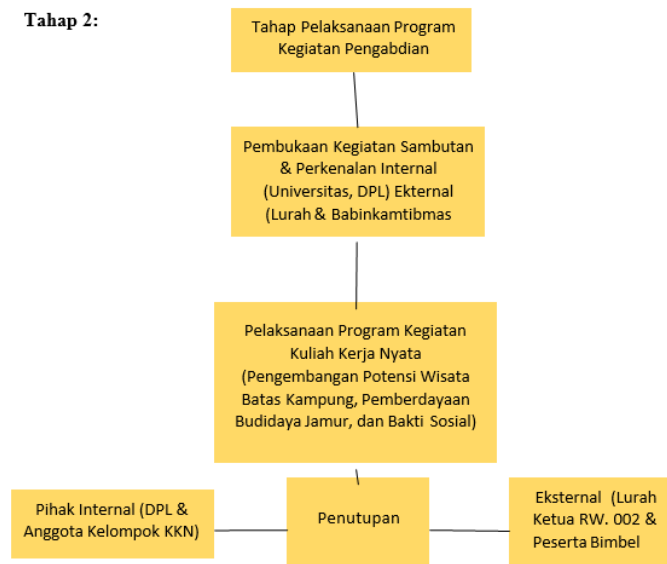 Tahap 2:
Tahap Pelaksanaan Program
Kegiatan Pengabdian
Pembukaan Kegiatan Sambutan
& Perkenalan Internal
(Universitas, DPL) Ekternal
(Lurah & Babinkamtibmas
Pelaksanaan Program Kegiatan
Kuliah Kerja Nyata
(Pengembangan Potensi Wisata
Batas Kampung, Pemberdayaan
Budidaya Jamur, dan Bakti Sosial)
Pihak Internal (DPL &
Anggota Kelompok KKN)
Penutupan
Eksternal (Lurah
Ketua RW. 002 &
Peserta Bimbel